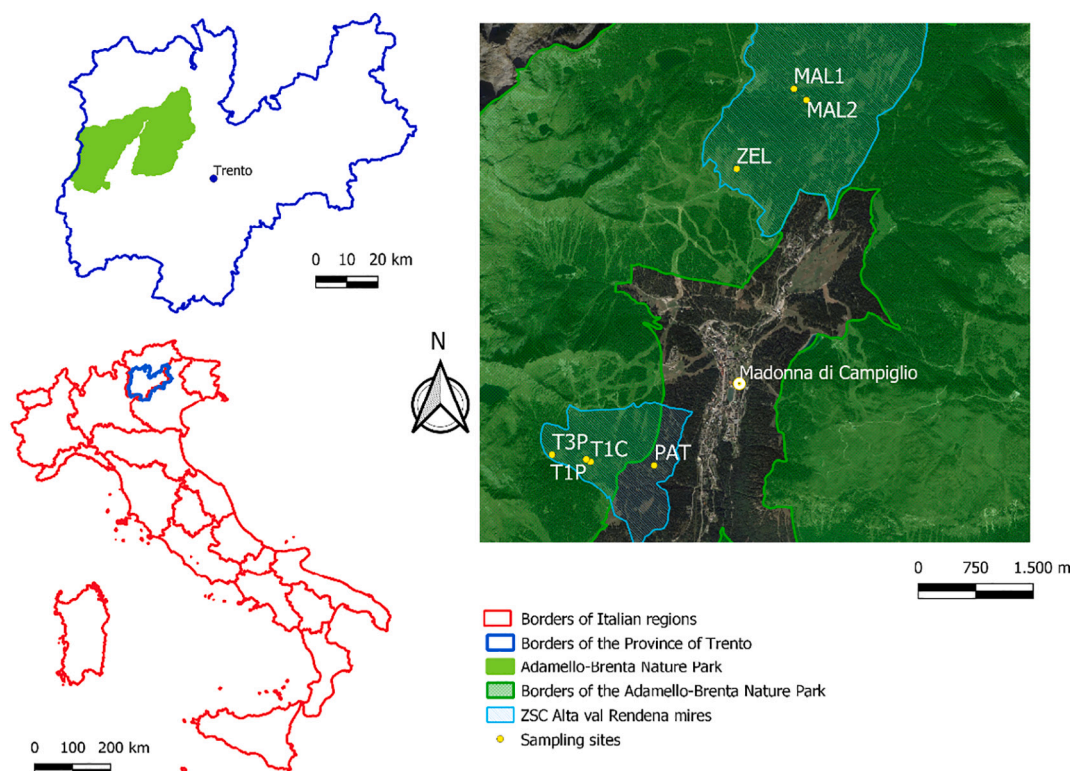 Trento
0 10 20 km
MAL1
MAL2
ZEL
N
Madonna di Campiglio
T3P
T1C
PAT
T1P
0 750 1.500 m
Borders of Italian regions
Borders of the Province of Trento
Adamello-Brenta Nature Park
Borders of the Adamello-Brenta Nature Park
ZSC Alta val Rendena mires
Sampling sites
0 100 200 km